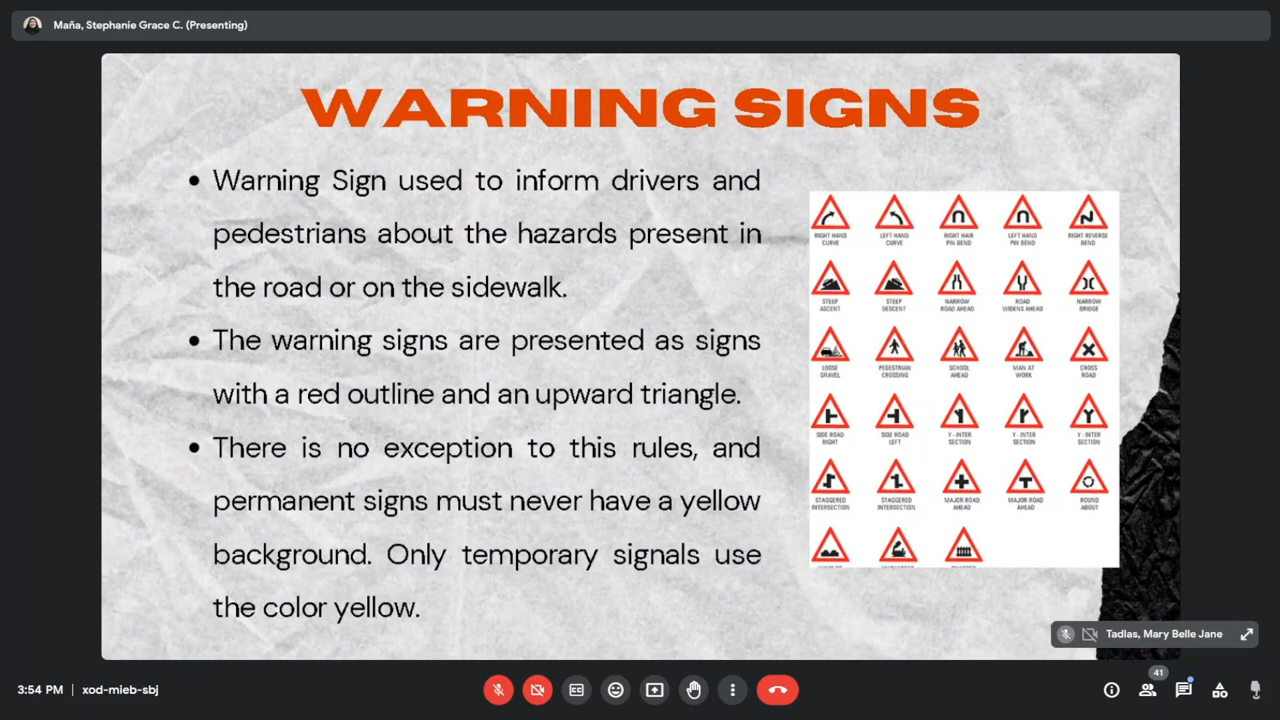 Maña, Stephanie Grace C. (Presenting)
WARNING SIGNS
• Warning Sign used to inform drivers and
pedestrians about the hazards present in
the road or on the sidewalk.
• The warning signs are presented as signs
with a red outline and an upward triangle.
• There is no exception to this rules, and
permanent signs must never have a yellow
background. Only temporary signals use
the color yellow.
RIGHT HAND CURVE
LEFT HAND CURVE
RIGHT HAIR PIN BEND
LEFT HAND PIN BEND
RIGHT REVERSE BEND
STEEP ASCENT
STEEP DESCENT
NARROW ROAD AHEAD
ROAD WIDENS AHEAD
NARROW BRIDGE
LOOSE GRAVEL
PEDESTRIAN CROSSING
SCHOOL AHEAD
MAN AT WORK
CROSS ROAD
SIDE ROAD RIGHT
SIDE ROAD LEFT
Y - INTER SECTION
Y - INTER SECTION
Y - INTER SECTION
STAGGERED INTERSECTION
STAGGERED INTERSECTION
MAJOR ROAD AHEAD
MAJOR ROAD AHEAD
ROUND ABOUT
Tadlas, Mary Belle Jane
3:54 PM | xod-mieb-sbj
CC
41